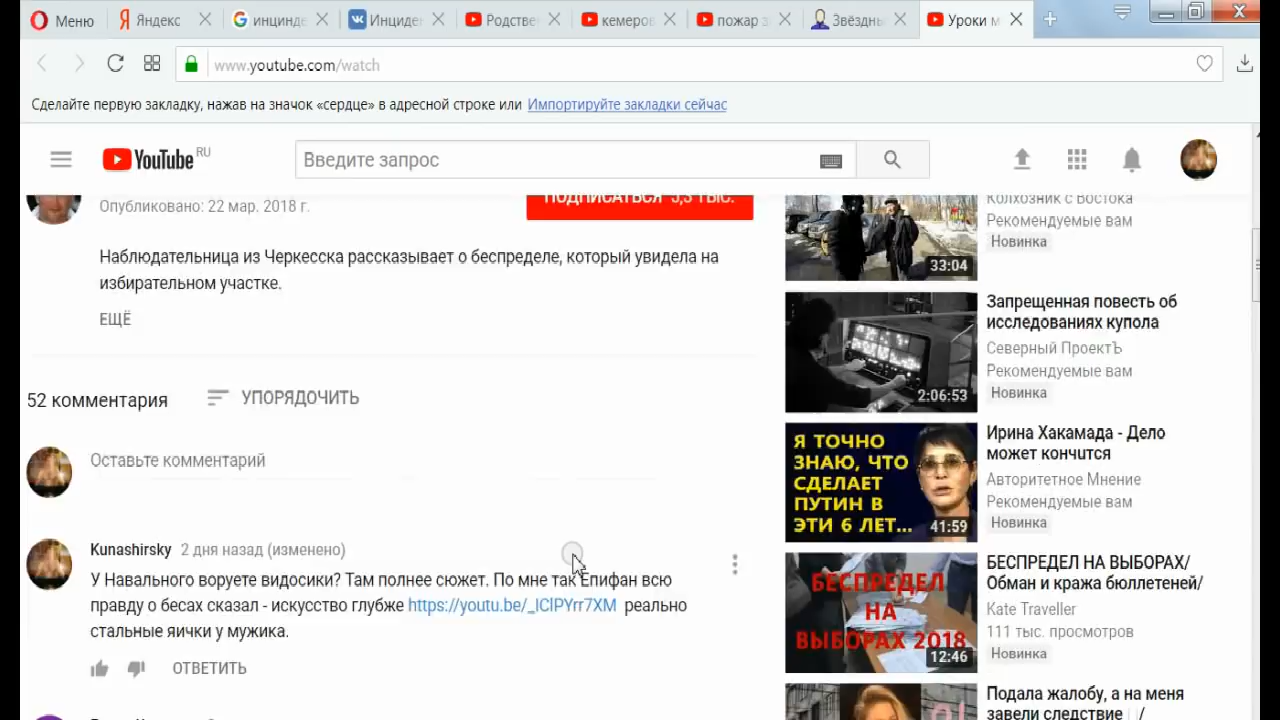 Меню
Яндекс
инцинде
Инциден
Родстве
кемеров
пожар з
Звёздны
Уроки м
www.youtube.com/watch
Сделайте первую закладку, нажав на значок «сердце» в адресной строке или Импортируйте закладки сейчас
YouTube RU
Введите запрос
Опубликовано: 22 мар. 2018 г.
ПОДПИСАТЬСЯ 5,3 ТЫС.
Наблюдательница из Черкесска рассказывает о беспределе, который увидела на
избирательном участке.
ЕЩЁ
52 комментария
УПОРЯДОЧИТЬ
Оставьте комментарий
Kunashirsky 2 дня назад (изменено)
У Навального воруете видосики? Там полнее сюжет. По мне так Епифан всю
правду о бесах сказал - искусство глубже https://youtu.be/_IClPYrr7XM реально
стальные яички у мужика.
ОТВЕТИТЬ
33:04
Колхозник с Востока
Рекомендуемые вам
Новинка
2:06:53
Запрещенная повесть об
исследованиях купола
Северный ПроектЪ
Рекомендуемые вам
Новинка
Я ТОЧНО
ЗНАЮ, ЧТО
СДЕЛАЕТ
ПУТИН В
ЭТИ 6 ЛЕТ...
41:59
Ирина Хакамада - Дело
может кончится
Авторитетное Мнение
Рекомендуемые вам
Новинка
БЕСПРЕДЕЛ
НА
ВЫБОРАХ 2018
12:46
БЕСПРЕДЕЛ НА ВЫБОРАХ/
Обман и кража бюллетеней/
Kate Traveller
111 тыс. просмотров
Новинка
Подала жалобу, а на меня
завели следствие /